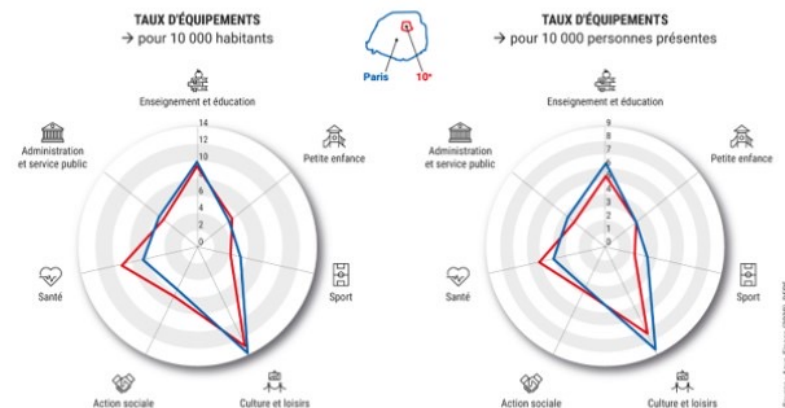 TAUX D'ÉQUIPEMENTS
→ pour 10 000 habitants
Enseignement et éducation
Petite enfance
Sport
Culture et loisirs
Action sociale
Santé
Administration
et service public
14
12
10
8
6
4
2
0
Paris
10e
TAUX D'ÉQUIPEMENTS
→ pour 10 000 personnes présentes
Enseignement et éducation
Petite enfance
Sport
Culture et loisirs
Action sociale
Santé
Administration
et service public
9
8
7
6
5
4
3
2
1
0